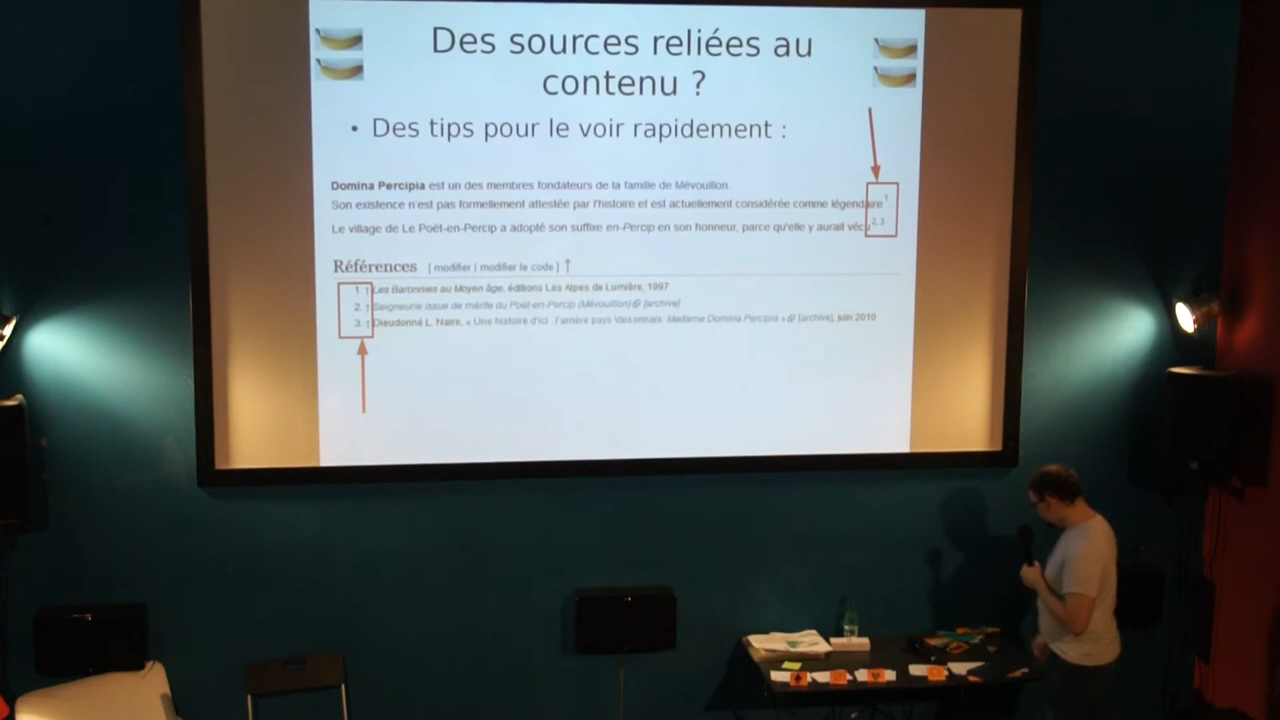 Des sources reliées au
contenu ?
• Des tips pour le voir rapidement :
Domina Percipia est un des membres fondateurs de la famille de Mévouillon.
Son existence n'est pas formellement attestée par l'histoire et est actuellement considérée comme légendaire 1
Le village de Le Poët-en-Percip a adopté son suffixe en-Percip en son honneur, parce qu'elle y aurait vécu 2, 3
Références [ modifier | modifier le code ] ↑
1. ↑ Les Baronnies au Moyen âge, éditions Les Alpes de Lumière, 1997
2. ↑ Seigneurie issue de mérite du Poët-en-Percip (Mévouillon) [archive]
3. ↑ Dieudonné L. Naire, « Une histoire d'ici : l'arrière pays Vaisonnais, Madame Domina Percipia » [archive], juin 2010